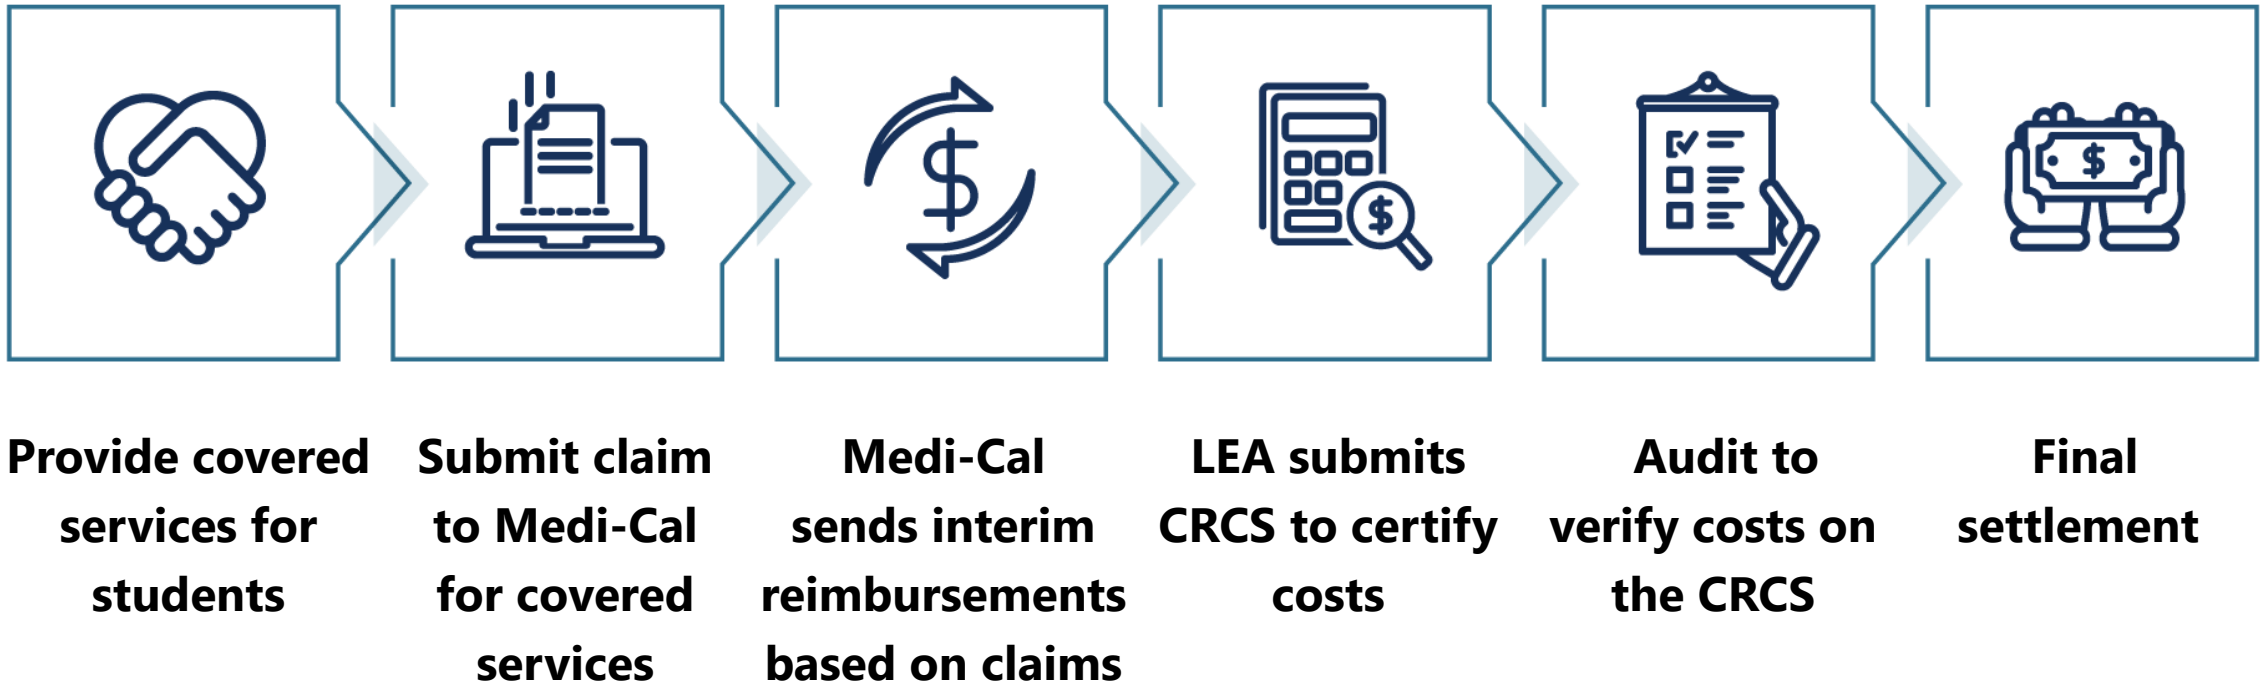 Provide covered
services for
students
Submit claim
to Medi-Cal
for covered
services
Medi-Cal
sends interim
reimbursements
based on claims
LEA submits
CRCS to certify
costs
Audit to
verify costs on
the CRCS
Final
settlement
$
$
$